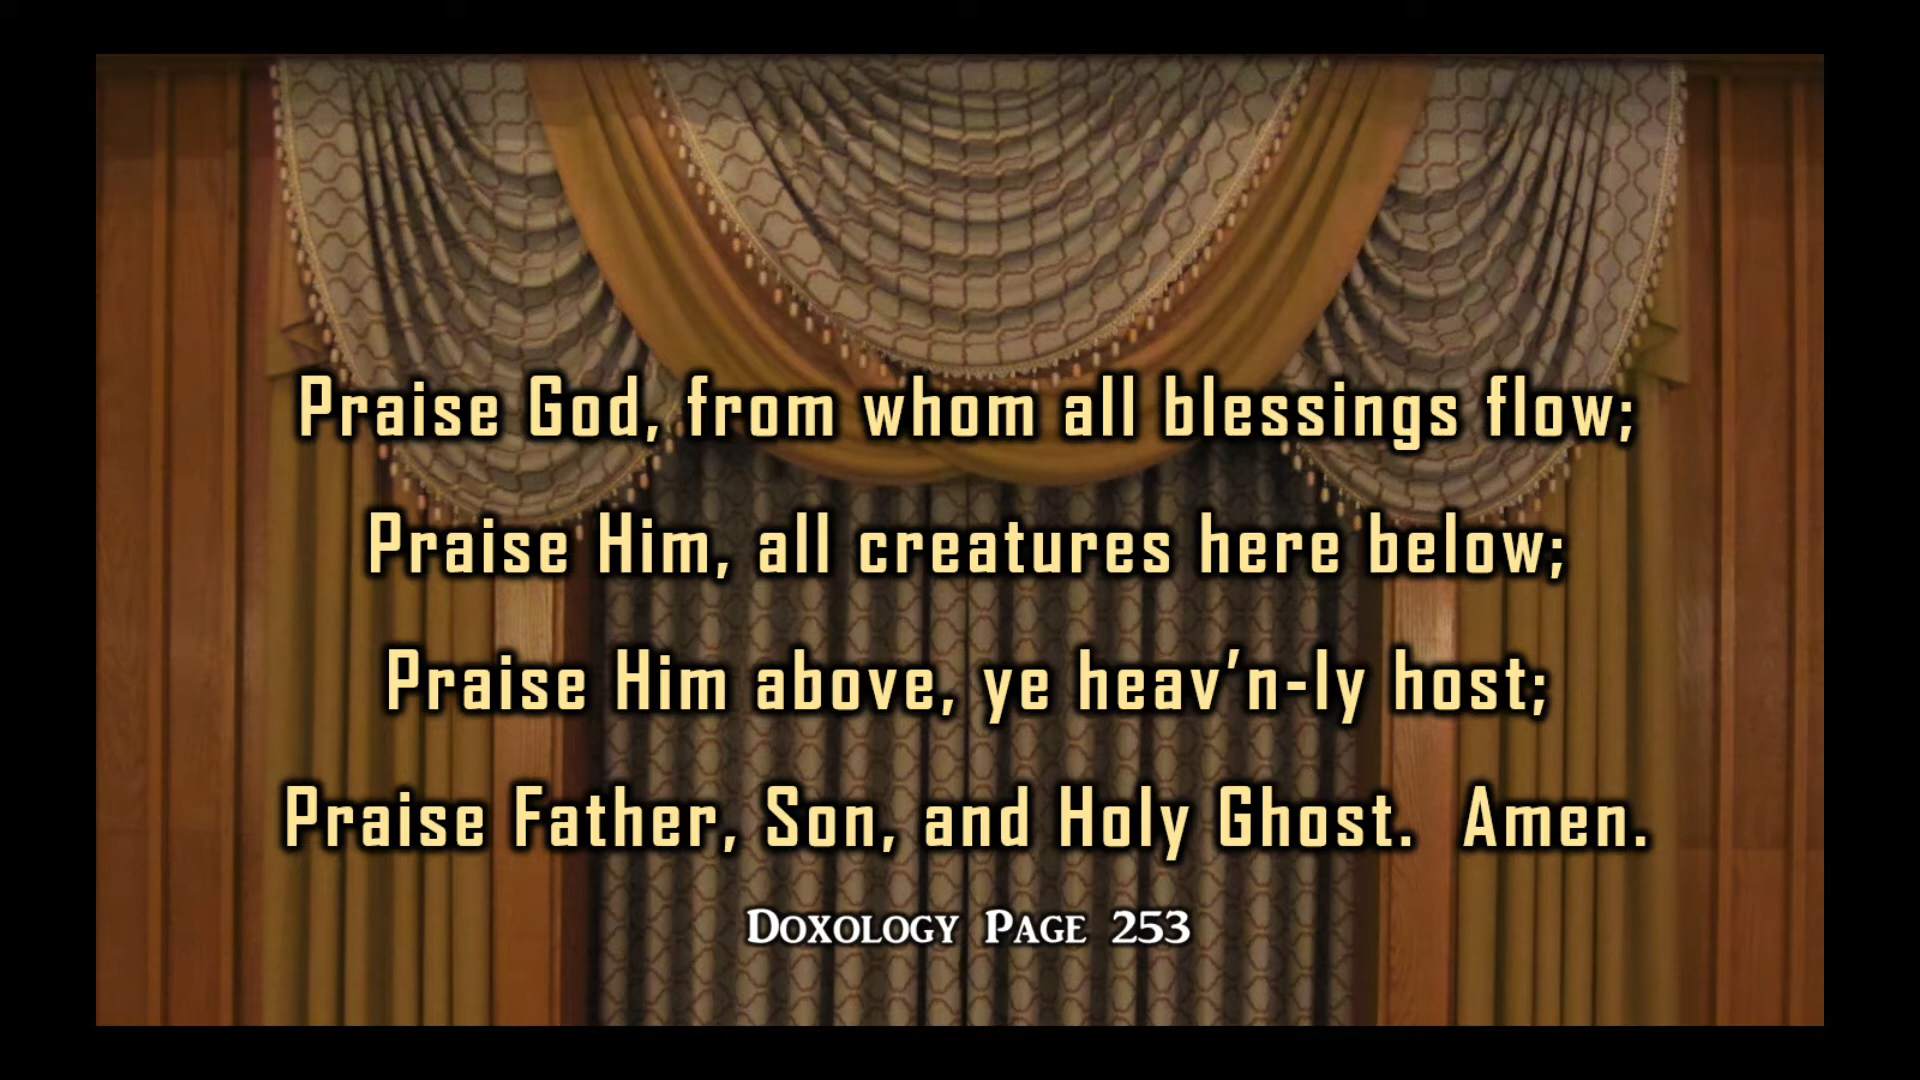 Praise God, from whom all blessings flow;
Praise Him, all creatures here below;
Praise Him above, ye heav’n-ly host;
Praise Father, Son, and Holy Ghost.  Amen.
Doxology Page 253